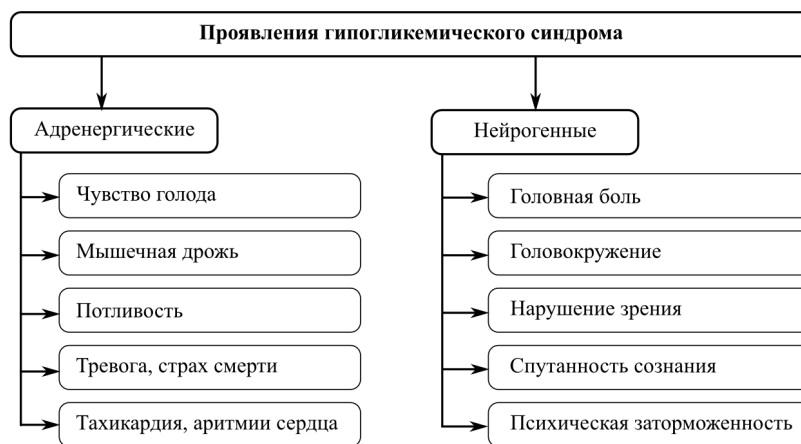 Проявления гипогликемического синдрома
Адренергические
Чувство голода
Мышечная дрожь
Потливость
Тревога, страх смерти
Тахикардия, аритмии сердца
Нейрогенные
Головная боль
Головокружение
Нарушение зрения
Спутанность сознания
Психическая заторможенность